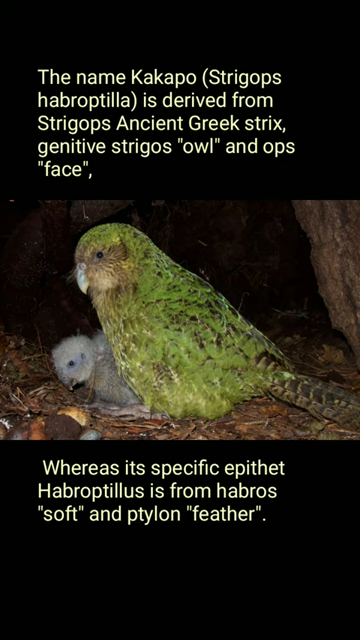 The name Kakapo (Strigops
habroptilla) is derived from
Strigops Ancient Greek strix,
genitive strigos "owl" and ops
"face",
Whereas its specific epithet
Habroptillus is from habros
"soft" and ptylon "feather".